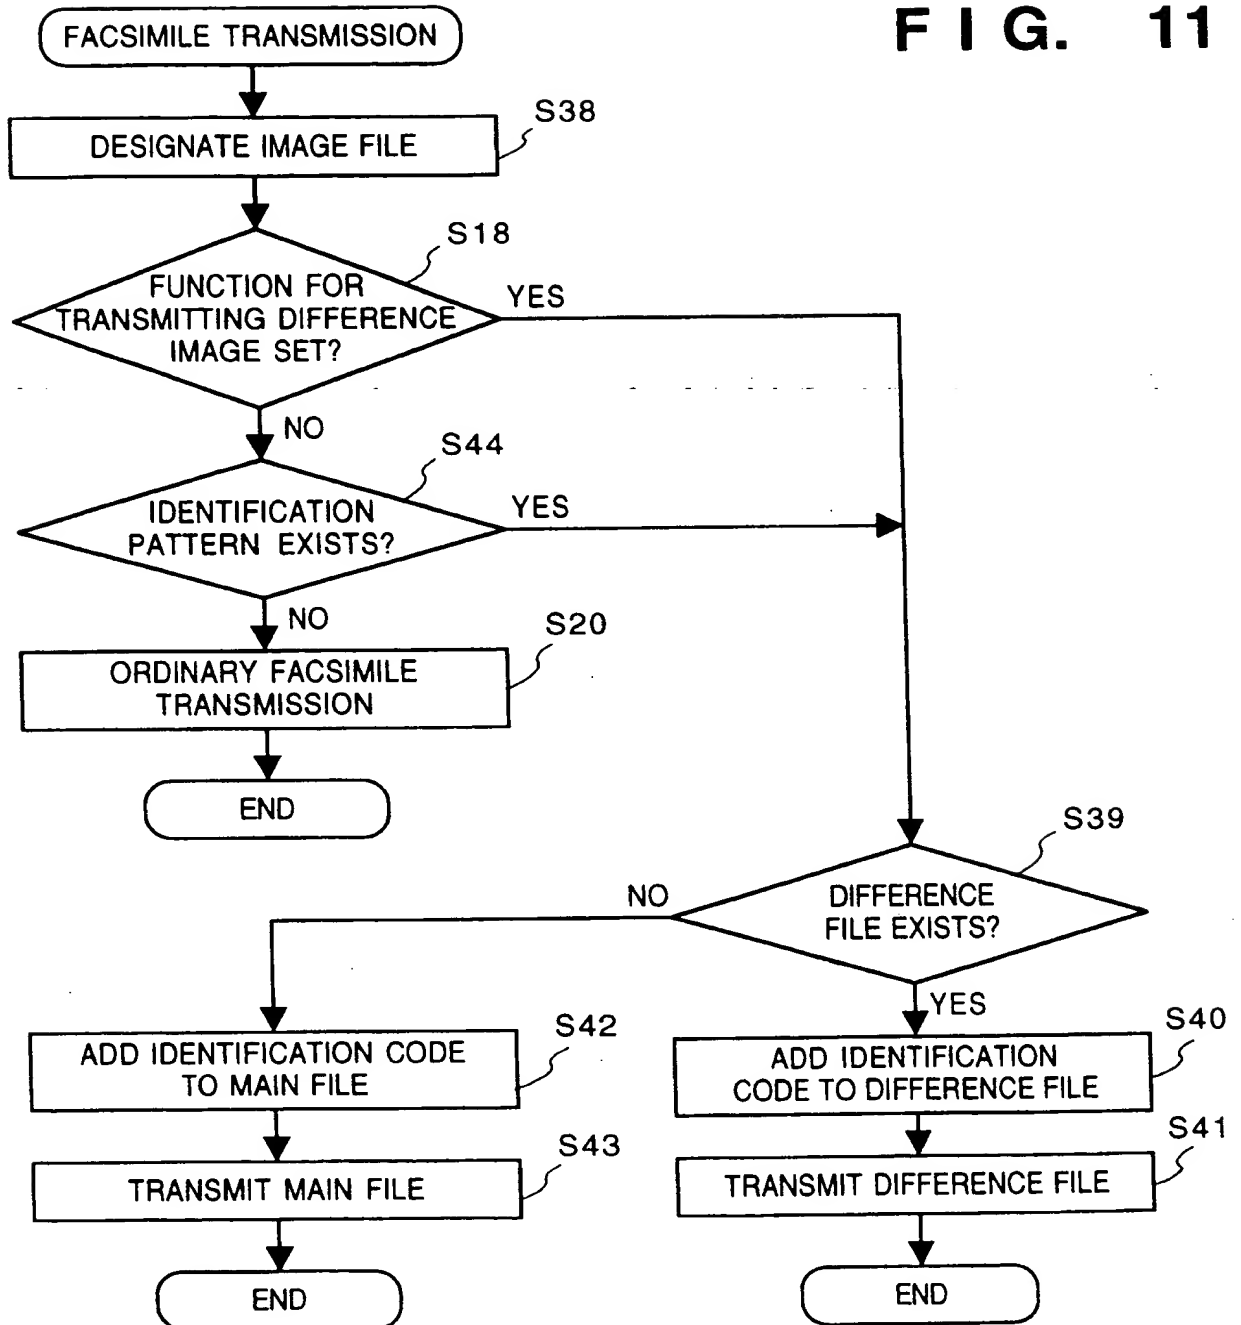 FIG. 11
FACSIMILE TRANSMISSION
S38
DESIGNATE IMAGE FILE
S18
FUNCTION FOR
TRANSMITTING DIFFERENCE
IMAGE SET?
YES
NO
S44
IDENTIFICATION
PATTERN EXISTS?
YES
NO
S20
ORDINARY FACSIMILE
TRANSMISSION
END
S39
DIFFERENCE
FILE EXISTS?
NO
YES
S42
ADD IDENTIFICATION CODE
TO MAIN FILE
S43
TRANSMIT MAIN FILE
END
S40
ADD IDENTIFICATION
CODE TO DIFFERENCE FILE
S41
TRANSMIT DIFFERENCE FILE
END